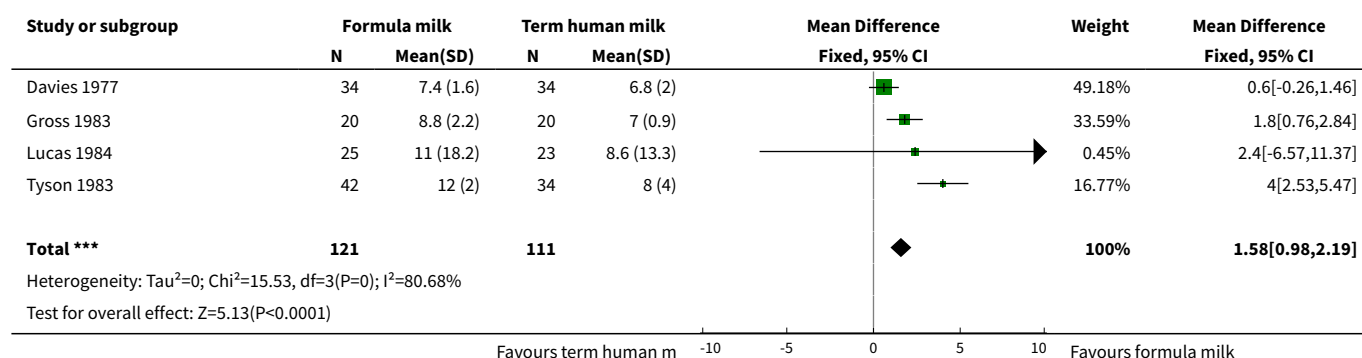 Study or subgroup Formula milk Term human milk Mean Difference Weight Mean Difference
N Mean(SD) N Mean(SD) Fixed, 95% CI Fixed, 95% CI
Davies 1977 34 7.4 (1.6) 34 6.8 (2) 49.18% 0.6[-0.26,1.46]
Gross 1983 20 8.8 (2.2) 20 7 (0.9) 33.59% 1.8[0.76,2.84]
Lucas 1984 25 11 (18.2) 23 8.6 (13.3) 0.45% 2.4[-6.57,11.37]
Tyson 1983 42 12 (2) 34 8 (4) 16.77% 4[2.53,5.47]
Total *** 121 111 100% 1.58[0.98,2.19]
Heterogeneity: Tau²=0; Chi²=15.53, df=3(P=0); I²=80.68%
Test for overall effect: Z=5.13(P<0.0001)
Favours term human m -10 -5 0 5 10 Favours formula milk